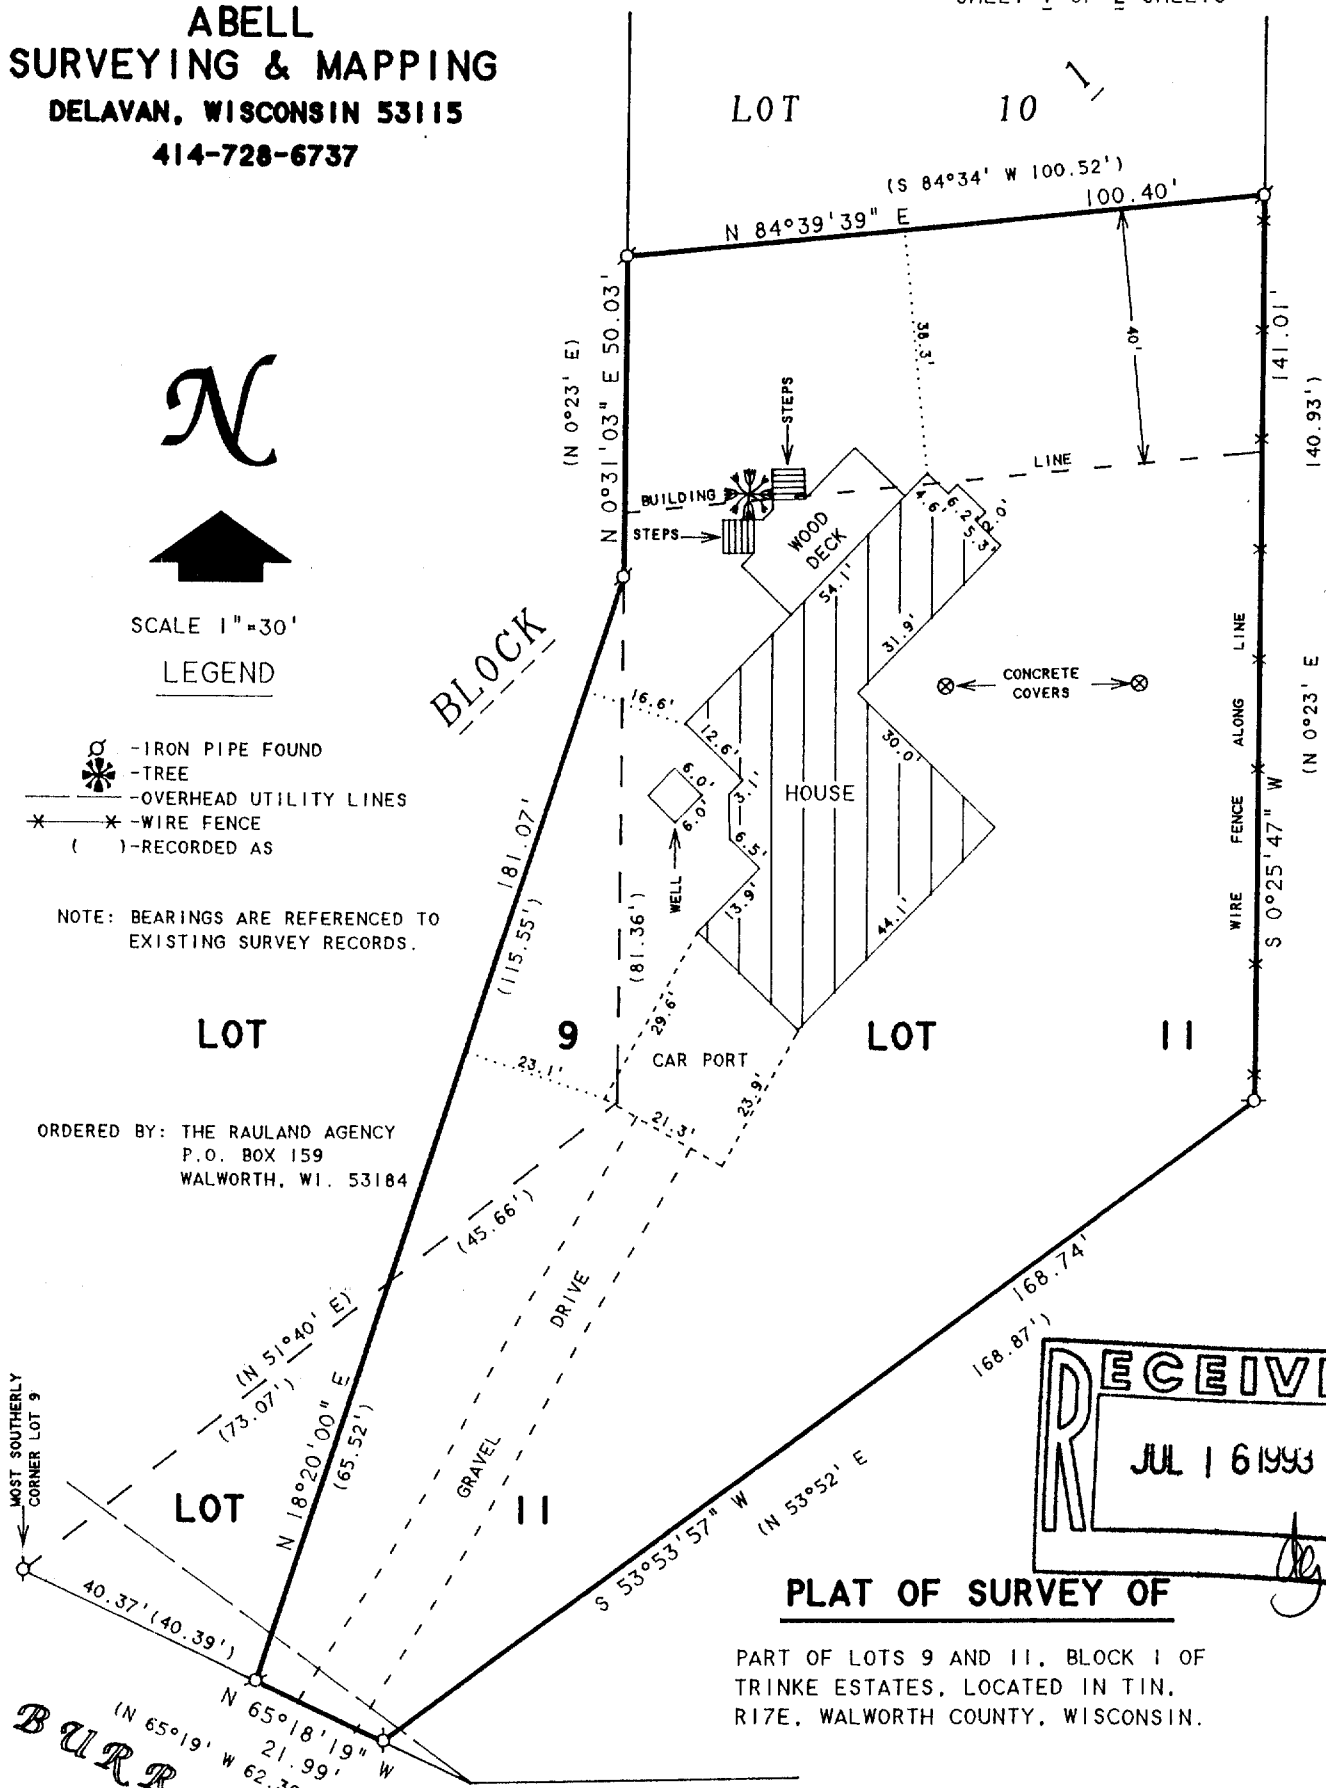 ABELL
SURVEYING & MAPPING
DELAVAN, WISCONSIN 53115
414-728-6737
LOT 10
1
(S 84°34' W 100.52')
N 84°39'39" E 100.40'
(N 0°23' E)
N 0°31'03" E 50.03'
38.3'
40'
141.01'
140.93')
N
SCALE 1"=30'
LEGEND
-IRON PIPE FOUND
-TREE
-OVERHEAD UTILITY LINES
-WIRE FENCE
( )-RECORDED AS
NOTE: BEARINGS ARE REFERENCED TO
EXISTING SURVEY RECORDS.
STEPS
BUILDING LINE
STEPS
WOOD
DECK
4.6'
6.2'
2.0'
5.3'
54.1'
31.9'
BLOCK
16.6'
12.6'
3.1'
6.5'
13.9'
30.0'
44.1'
HOUSE
6.0'
6.0'
WELL
CONCRETE
COVERS
WIRE FENCE ALONG LINE
S 0°25'47" W
(N 0°23' E
181.07'
(115.55')
(81.36')
LOT 9
LOT 11
29.6'
CAR PORT
23.1'
21.3'
23.9'
ORDERED BY: THE RAULAND AGENCY
P.O. BOX 159
WALWORTH, WI. 53184
(45.66')
(N 51°40' E)
(73.07')
N 18°20'00" E
(65.52')
GRAVEL DRIVE
168.74'
168.87')
S 53°53'57" W
(N 53°52' E
MOST SOUTHERLY
CORNER LOT 9
LOT 11
40.37'(40.39')
N 65°18'19" W
21.99'
(N 65°19' W
BURR
RECEIV
JUL 16 1993
PLAT OF SURVEY OF
PART OF LOTS 9 AND 11, BLOCK 1 OF
TRINKE ESTATES, LOCATED IN T1N,
R17E, WALWORTH COUNTY, WISCONSIN.